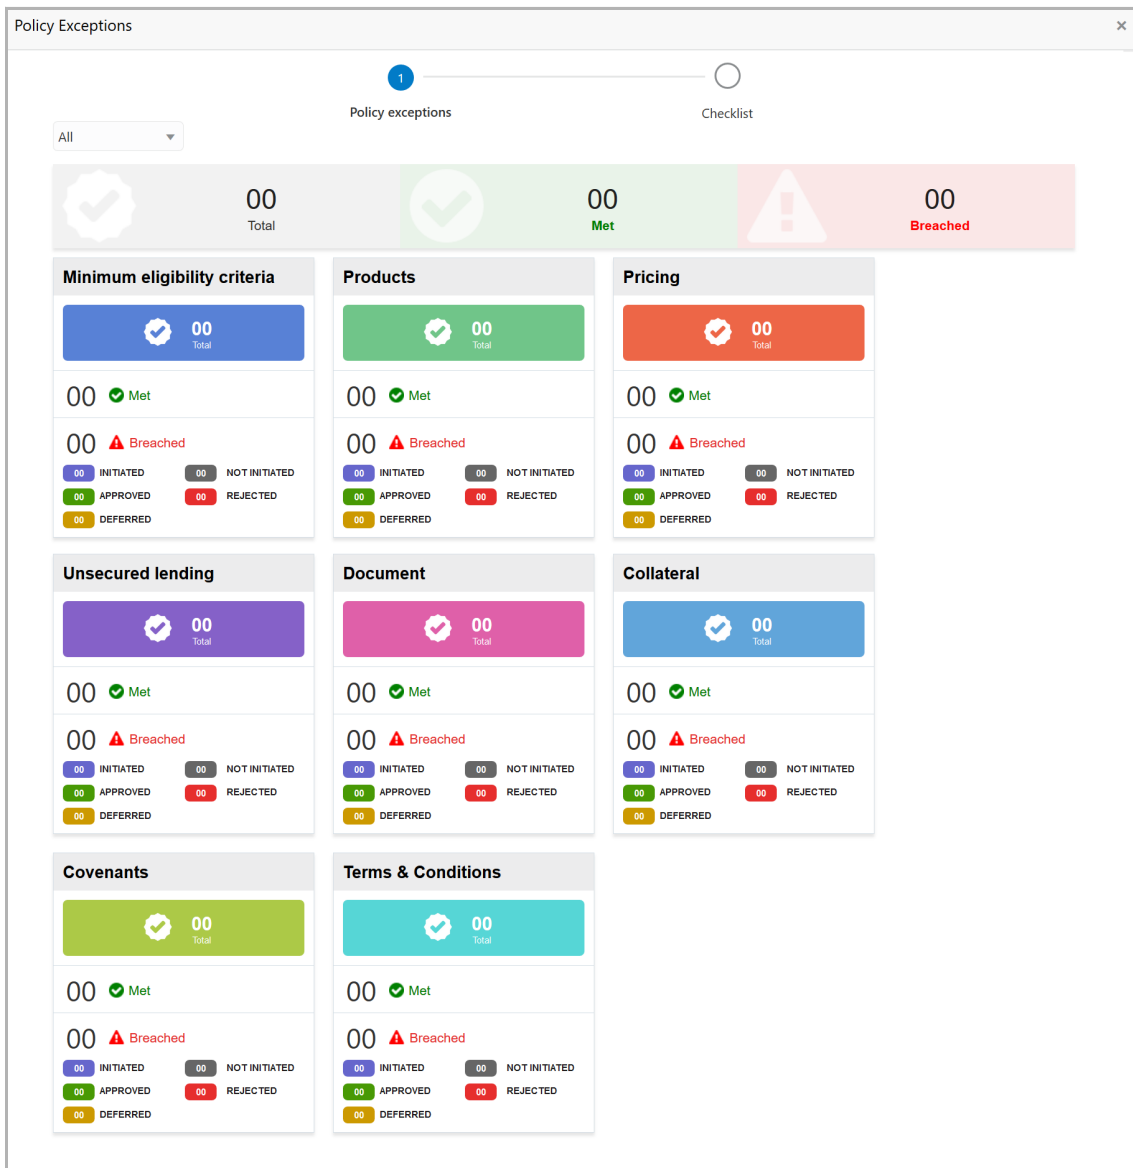 Policy Exceptions ×
1
Policy exceptions Checklist
All
00 00 00
Total Met Breached
Minimum eligibility criteria Products Pricing
00 00 00
Total Total Total
00 Met 00 Met 00 Met
00 Breached 00 Breached 00 Breached
00 INITIATED 00 NOT INITIATED 00 INITIATED 00 NOT INITIATED 00 INITIATED 00 NOT INITIATED
00 APPROVED 00 REJECTED 00 APPROVED 00 REJECTED 00 APPROVED 00 REJECTED
00 DEFERRED 00 DEFERRED 00 DEFERRED
Unsecured lending Document Collateral
00 00 00
Total Total Total
00 Met 00 Met 00 Met
00 Breached 00 Breached 00 Breached
00 INITIATED 00 NOT INITIATED 00 INITIATED 00 NOT INITIATED 00 INITIATED 00 NOT INITIATED
00 APPROVED 00 REJECTED 00 APPROVED 00 REJECTED 00 APPROVED 00 REJECTED
00 DEFERRED 00 DEFERRED 00 DEFERRED
Covenants Terms & Conditions
00 00
Total Total
00 Met 00 Met
00 Breached 00 Breached
00 INITIATED 00 NOT INITIATED 00 INITIATED 00 NOT INITIATED
00 APPROVED 00 REJECTED 00 APPROVED 00 REJECTED
00 DEFERRED 00 DEFERRED